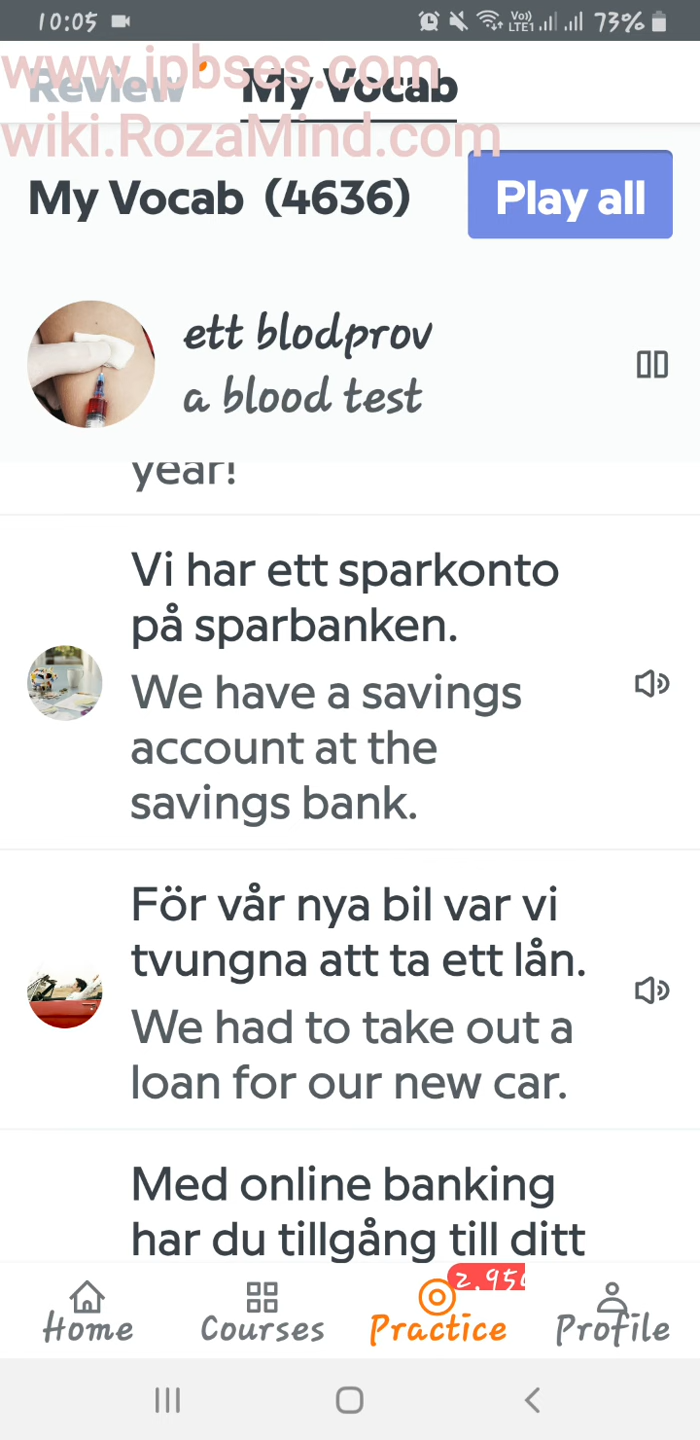 10:05 Vo)) LTE1 73%
www.ipbses.com
Review My Vocab
wiki.RozaMind.com
My Vocab (4636) Play all
ett blodprov
a blood test
year!
Vi har ett sparkonto
på sparbanken.
We have a savings
account at the
savings bank.
För vår nya bil var vi
tvungna att ta ett lån.
We had to take out a
loan for our new car.
Med online banking
har du tillgång till ditt
Home Courses Practice Profile